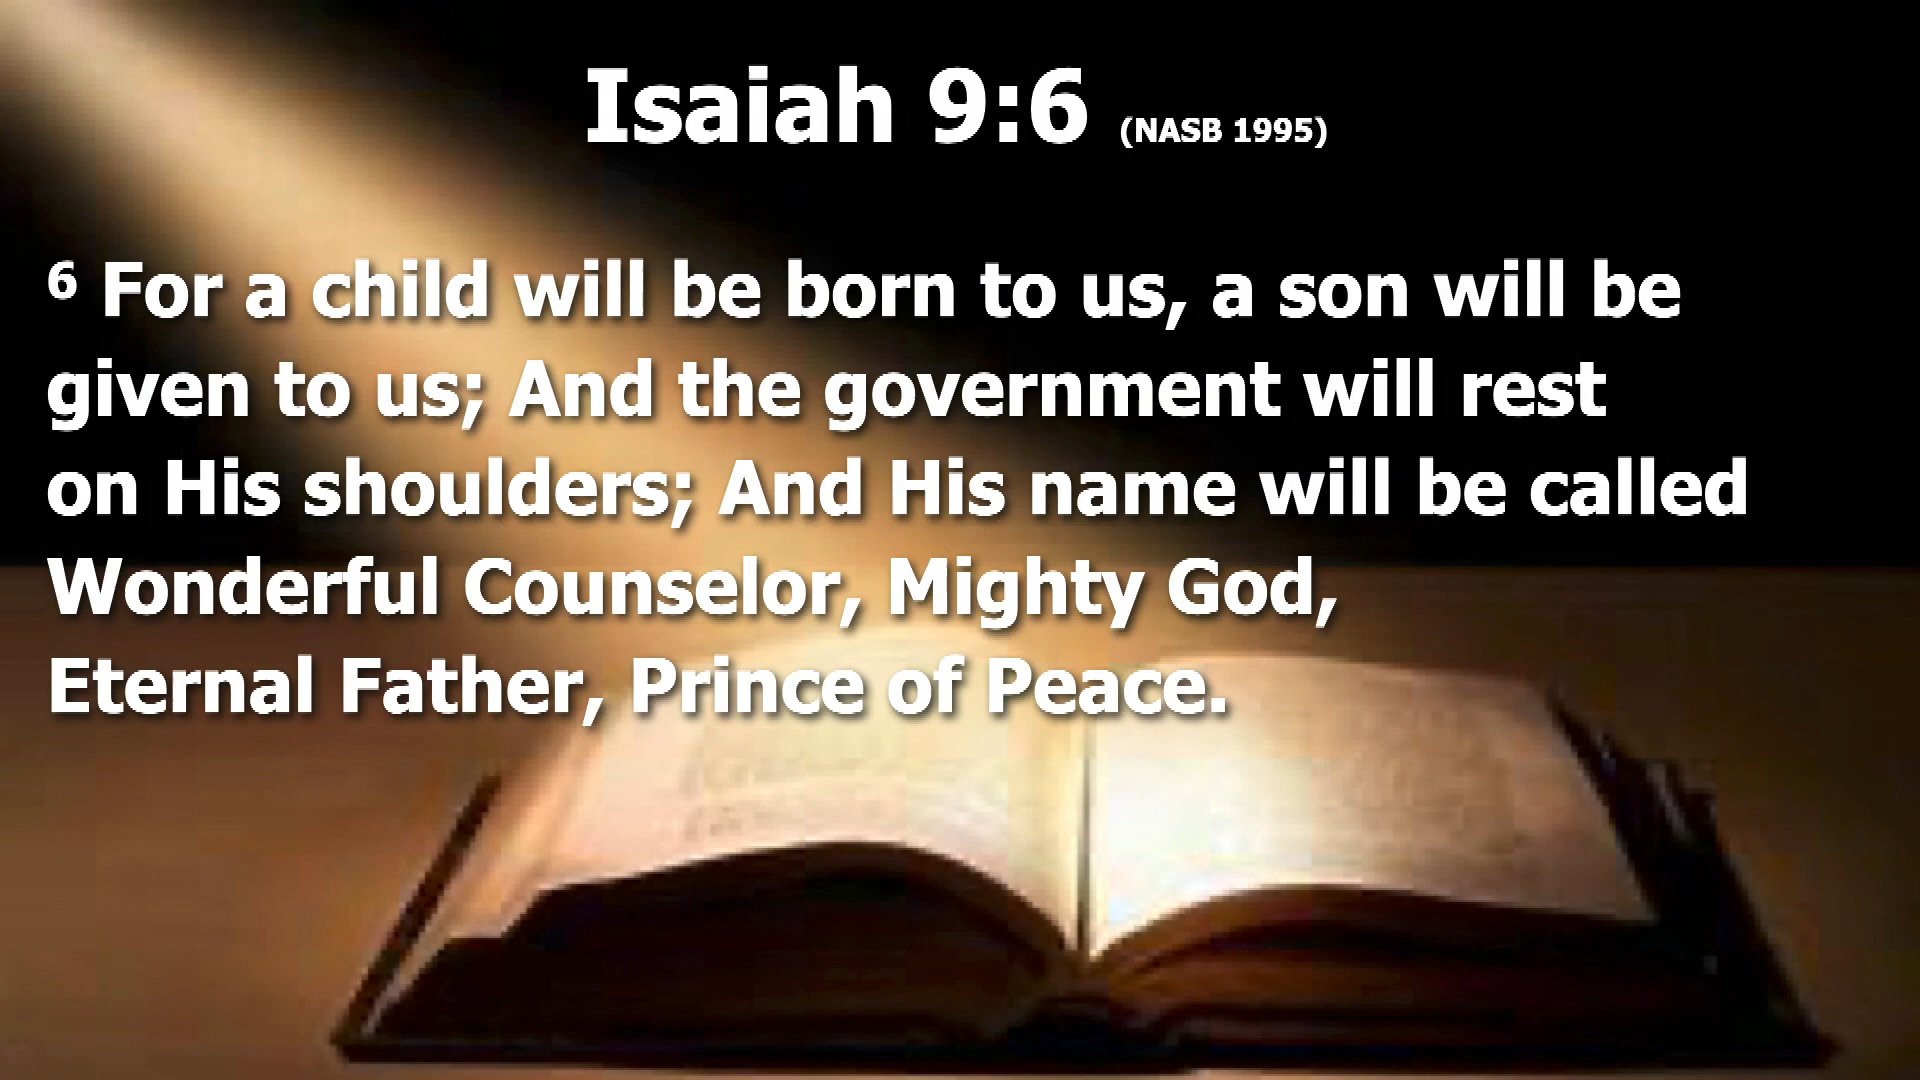 Isaiah 9:6 (NASB 1995)
6 For a child will be born to us, a son will be
given to us; And the government will rest
on His shoulders; And His name will be called
Wonderful Counselor, Mighty God,
Eternal Father, Prince of Peace.